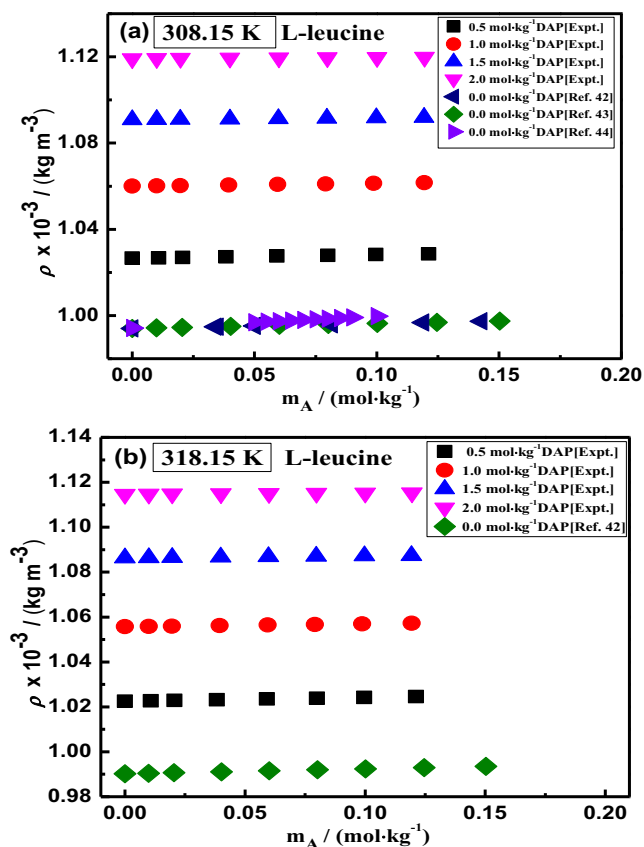 (a) 308.15 K L-leucine
0.5 mol·kg⁻¹DAP[Expt.]
1.0 mol·kg⁻¹DAP[Expt.]
1.5 mol·kg⁻¹DAP[Expt.]
2.0 mol·kg⁻¹DAP[Expt.]
0.0 mol·kg⁻¹DAP[Ref. 42]
0.0 mol·kg⁻¹DAP[Ref. 43]
0.0 mol·kg⁻¹DAP[Ref. 44]
1.12
1.08
1.04
1.00
ρ x 10⁻³ / (kg m⁻³)
0.00 0.05 0.10 0.15 0.20
m_A / (mol·kg⁻¹)
(b) 318.15 K L-leucine
0.5 mol·kg⁻¹DAP[Expt.]
1.0 mol·kg⁻¹DAP[Expt.]
1.5 mol·kg⁻¹DAP[Expt.]
2.0 mol·kg⁻¹DAP[Expt.]
0.0 mol·kg⁻¹DAP[Ref. 42]
1.14
1.12
1.10
1.08
1.06
1.04
1.02
1.00
0.98
ρ x 10⁻³ / (kg m⁻³)
0.00 0.05 0.10 0.15 0.20
m_A / (mol·kg⁻¹)